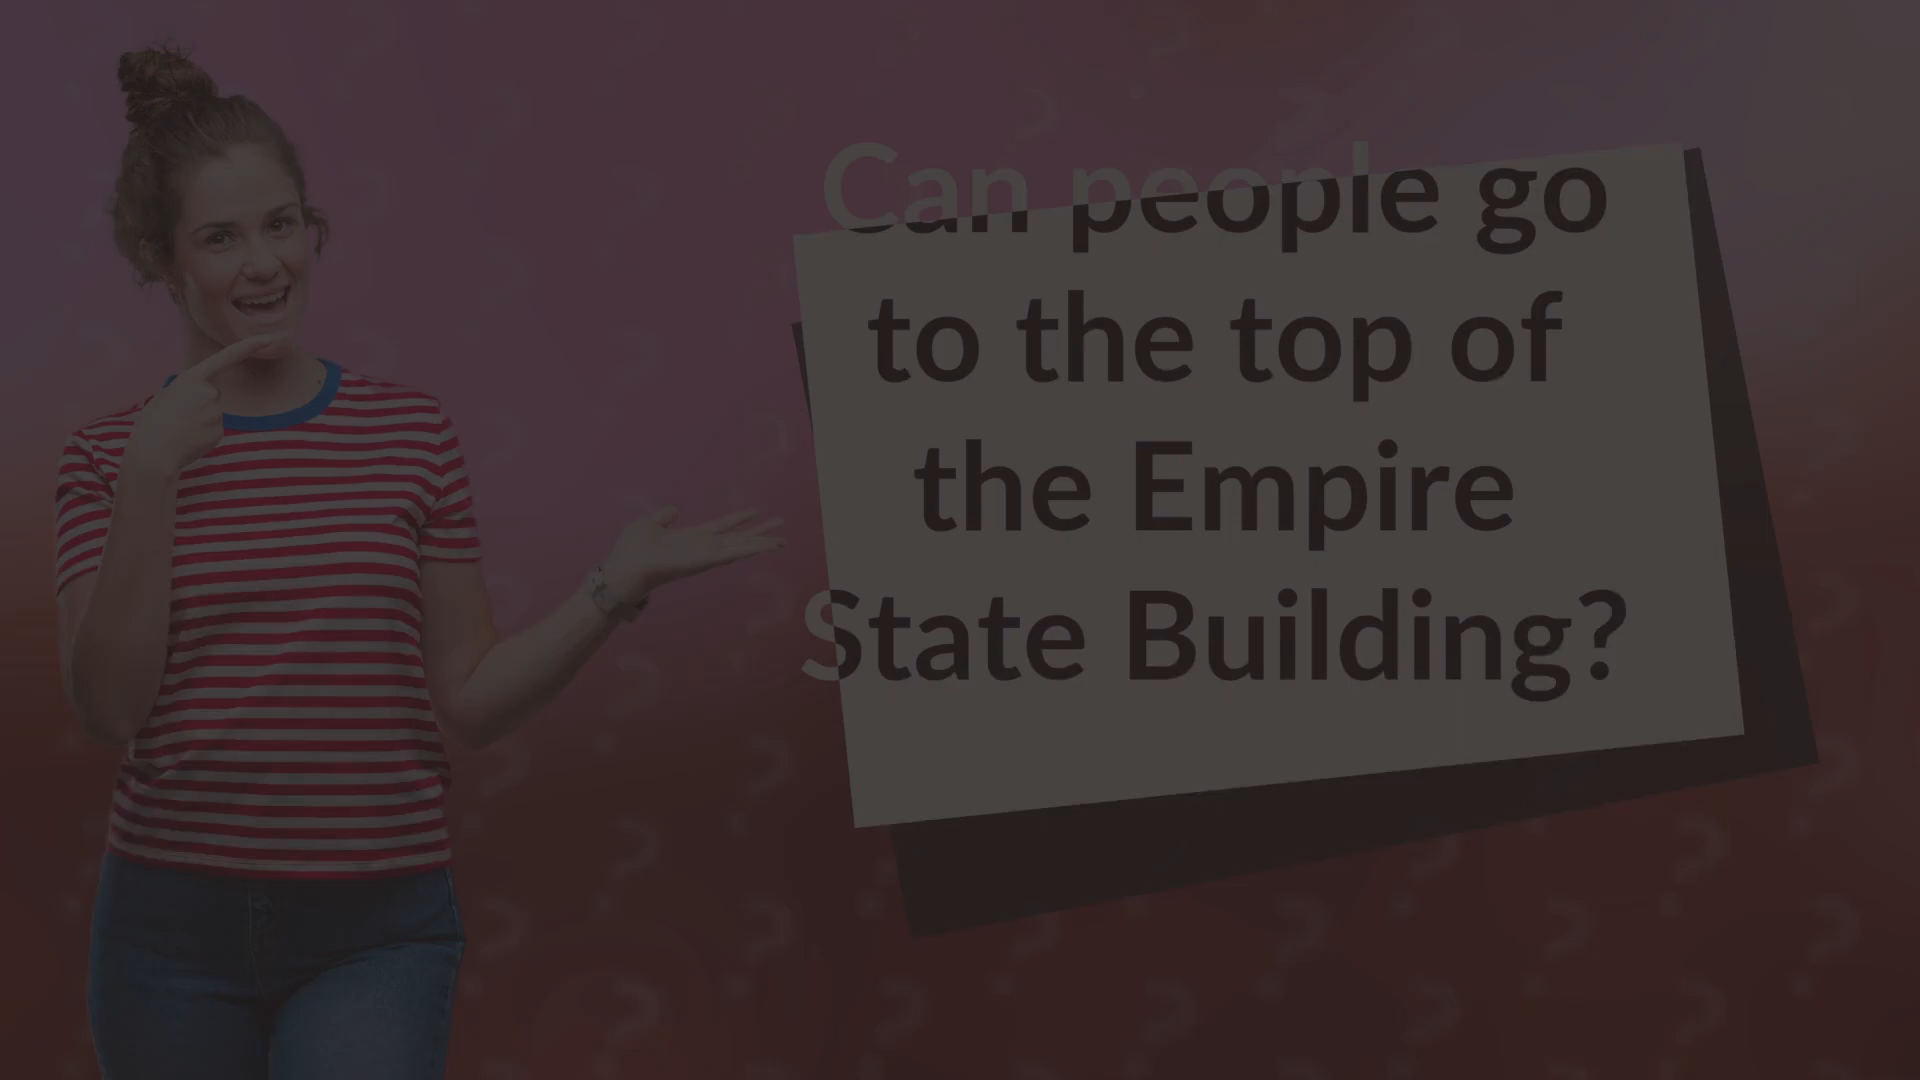 Can people go
to the top of
the Empire
State Building?